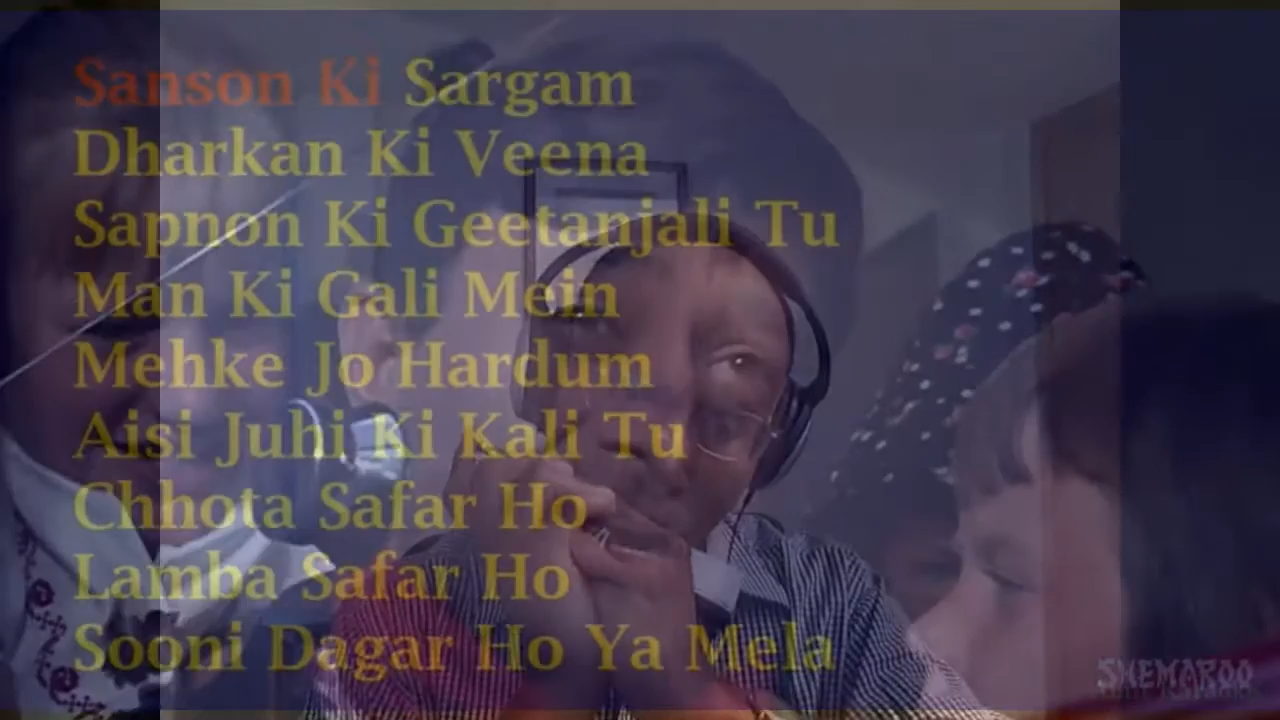 Sanson Ki Sargam
Dharkan Ki Veena
Sapnon Ki Geetanjali Tu
Man Ki Gali Mein
Mehke Jo Hardum
Aisi Juhi Ki Kali Tu
Chhota Safar Ho
Lamba Safar Ho
Sooni Dagar Ho Ya Mela
SHEMAROO